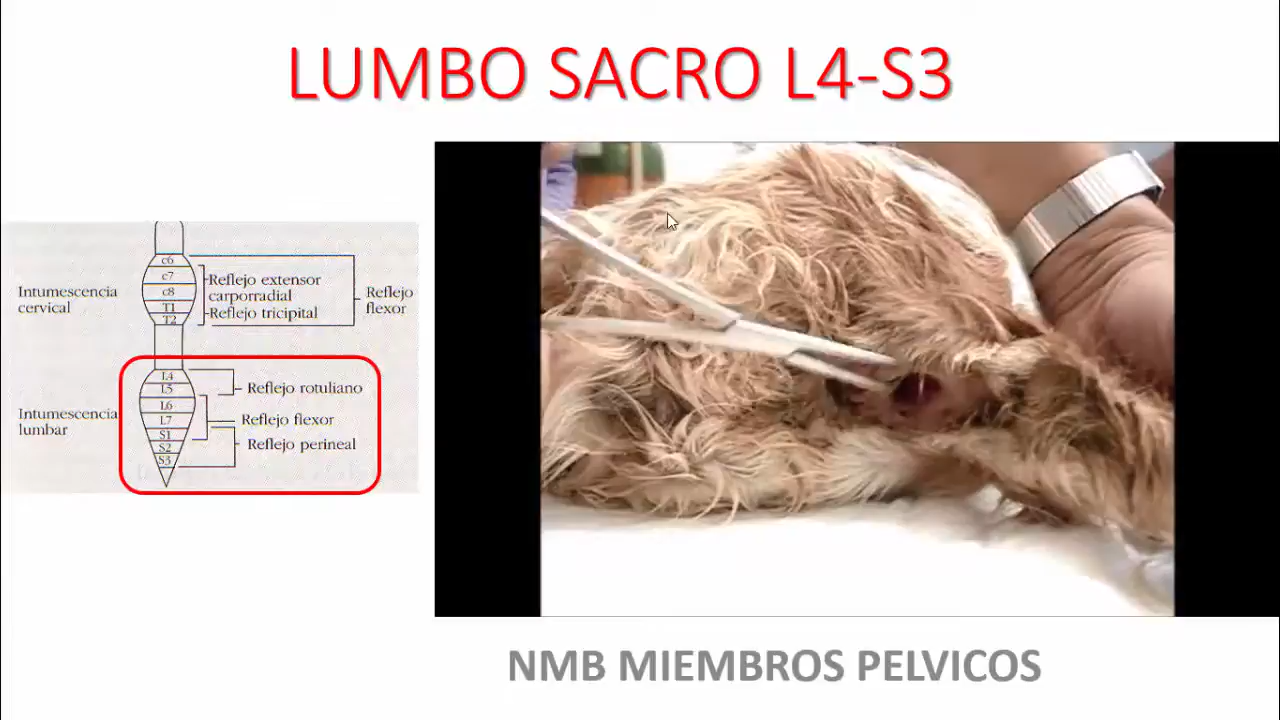 LUMBO SACRO L4-S3
c6
c7
c8
T1
T2
Intumescencia
cervical
Reflejo extensor
carporradial
Reflejo tricipital
Reflejo
flexor
L4
L5
L6
L7
S1
S2
S3
Intumescencia
lumbar
Reflejo rotuliano
Reflejo flexor
Reflejo perineal
NMB MIEMBROS PELVICOS